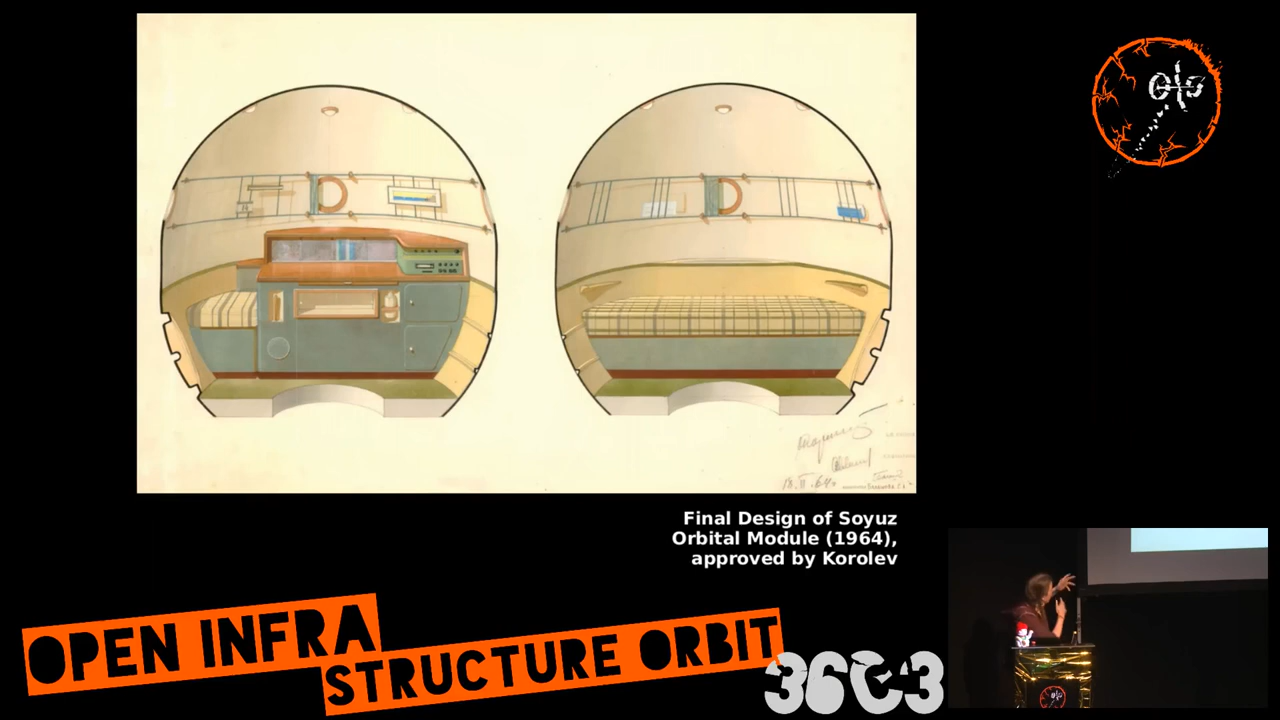 Final Design of Soyuz
Orbital Module (1964),
approved by Korolev
OPEN INFRA
STRUCTURE ORBIT
36C3